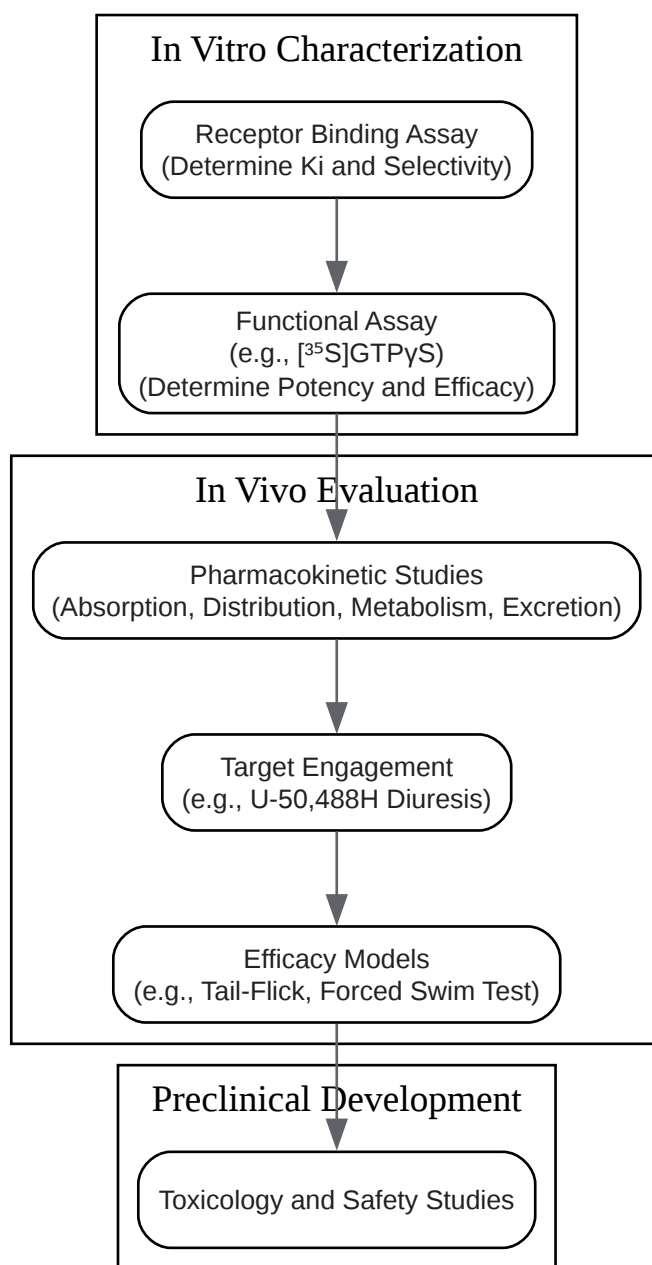 In Vitro Characterization
Receptor Binding Assay
(Determine Ki and Selectivity)
Functional Assay
(e.g., [³⁵S]GTPγS)
(Determine Potency and Efficacy)
In Vivo Evaluation
Pharmacokinetic Studies
(Absorption, Distribution, Metabolism, Excretion)
Target Engagement
(e.g., U-50,488H Diuresis)
Efficacy Models
(e.g., Tail-Flick, Forced Swim Test)
Preclinical Development
Toxicology and Safety Studies